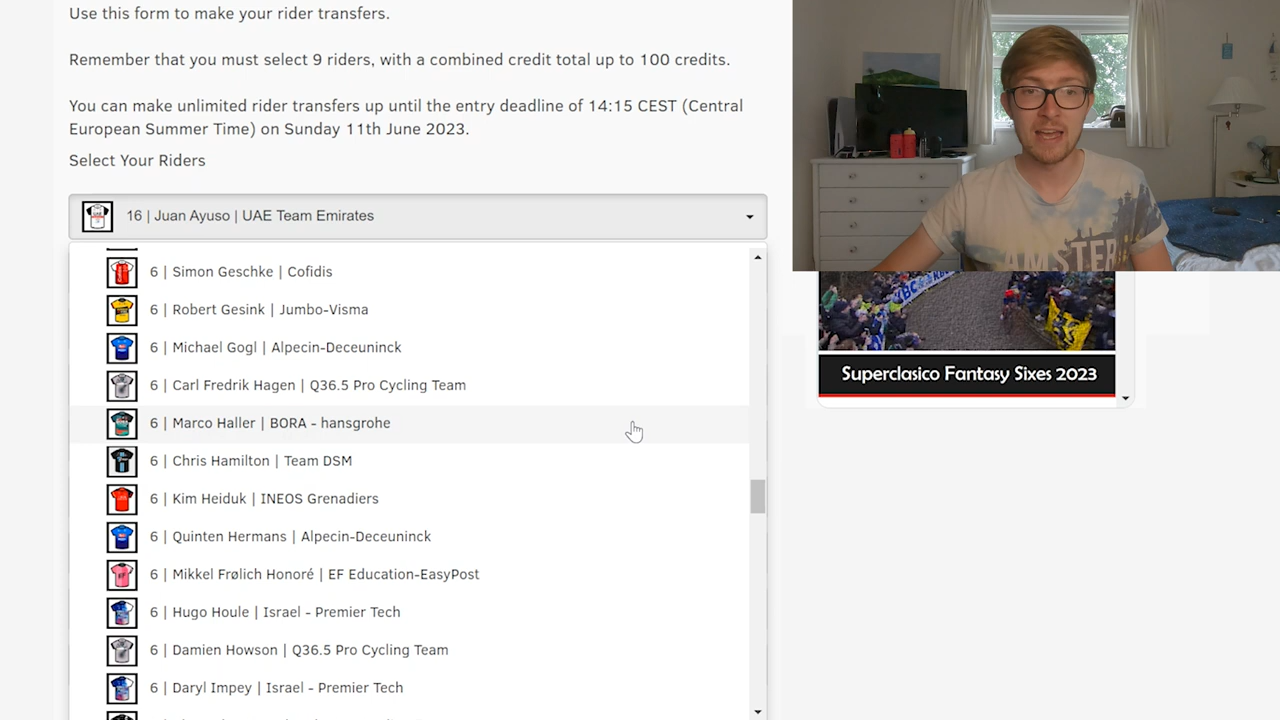 Use this form to make your rider transfers.
Remember that you must select 9 riders, with a combined credit total up to 100 credits.
You can make unlimited rider transfers up until the entry deadline of 14:15 CEST (Central
European Summer Time) on Sunday 11th June 2023.
Select Your Riders
16 | Juan Ayuso | UAE Team Emirates
6 | Simon Geschke | Cofidis
6 | Robert Gesink | Jumbo-Visma
6 | Michael Gogl | Alpecin-Deceuninck
6 | Carl Fredrik Hagen | Q36.5 Pro Cycling Team
6 | Marco Haller | BORA - hansgrohe
6 | Chris Hamilton | Team DSM
6 | Kim Heiduk | INEOS Grenadiers
6 | Quinten Hermans | Alpecin-Deceuninck
6 | Mikkel Frølich Honoré | EF Education-EasyPost
6 | Hugo Houle | Israel - Premier Tech
6 | Damien Howson | Q36.5 Pro Cycling Team
6 | Daryl Impey | Israel - Premier Tech
Superclasico Fantasy Sixes 2023